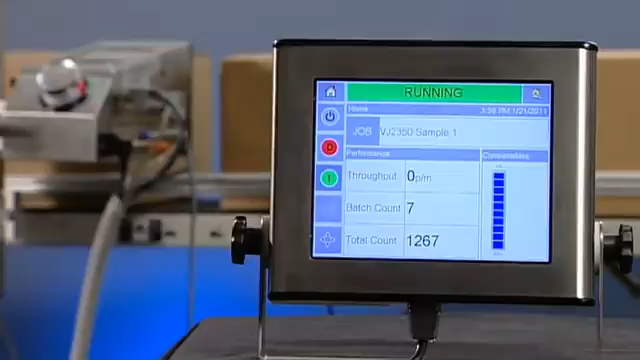 RUNNING
Home 3:56 PM 1/21/2011
JOB VJ2350 Sample 1
Performance Consumables
Throughput 0p/m
Batch Count 7
Total Count 1267